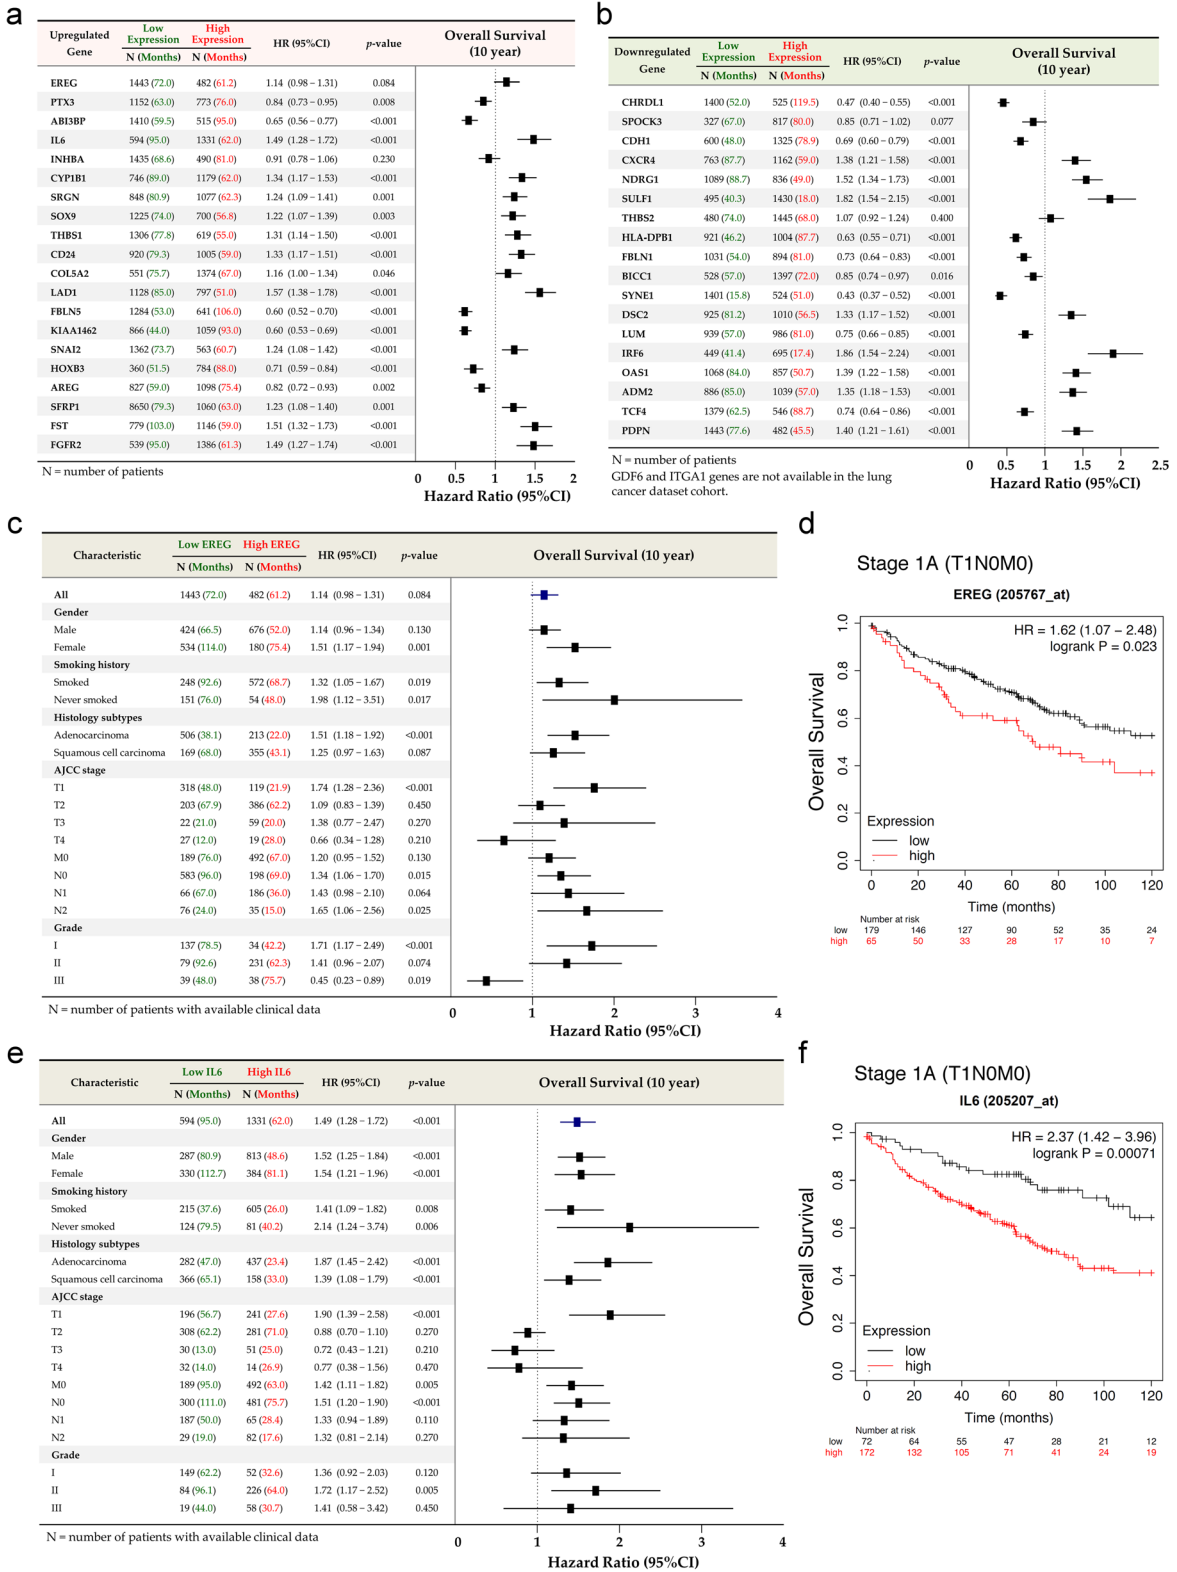 a
Upregulated Gene Low Expression High Expression HR (95%CI) p-value Overall Survival (10 year)
N (Months) N (Months)
EREG 1443 (72.0) 482 (61.2) 1.14 (0.98 – 1.31) 0.084
PTX3 1152 (63.0) 773 (76.0) 0.84 (0.73 – 0.95) 0.008
ABI3BP 1410 (59.5) 515 (95.0) 0.65 (0.56 – 0.77) <0.001
IL6 594 (95.0) 1331 (62.0) 1.49 (1.28 – 1.72) <0.001
INHBA 1435 (68.6) 490 (81.0) 0.91 (0.78 – 1.06) 0.230
CYP1B1 746 (89.0) 1179 (62.0) 1.34 (1.17 – 1.53) <0.001
SRGN 848 (80.9) 1077 (62.3) 1.24 (1.09 – 1.41) 0.001
SOX9 1225 (74.0) 700 (56.8) 1.22 (1.07 – 1.39) 0.003
THBS1 1306 (77.8) 619 (55.0) 1.31 (1.14 – 1.50) <0.001
CD24 920 (79.3) 1005 (59.0) 1.33 (1.17 – 1.51) <0.001
COL5A2 551 (75.7) 1374 (67.0) 1.16 (1.00 – 1.34) 0.046
LAD1 1128 (85.0) 797 (51.0) 1.57 (1.38 – 1.78) <0.001
FBLN5 1284 (53.0) 641 (106.0) 0.60 (0.52 – 0.70) <0.001
KIAA1462 866 (44.0) 1059 (93.0) 0.60 (0.53 – 0.69) <0.001
SNAI2 1362 (73.7) 563 (60.7) 1.24 (1.08 – 1.42) <0.001
HOXB3 360 (51.5) 784 (88.0) 0.71 (0.59 – 0.84) <0.001
AREG 827 (59.0) 1098 (75.4) 0.82 (0.72 – 0.93) 0.002
SFRP1 8650 (79.3) 1060 (63.0) 1.23 (1.08 – 1.40) 0.001
FST 779 (103.0) 1146 (59.0) 1.51 (1.32 – 1.73) <0.001
FGFR2 539 (95.0) 1386 (61.3) 1.49 (1.27 – 1.74) <0.001
N = number of patients
0 0.5 1 1.5 2
Hazard Ratio (95%CI)
b
Downregulated Gene Low Expression High Expression HR (95%CI) p-value Overall Survival (10 year)
N (Months) N (Months)
CHRDL1 1400 (52.0) 525 (119.5) 0.47 (0.40 – 0.55) <0.001
SPOCK3 327 (67.0) 817 (80.0) 0.85 (0.71 – 1.02) 0.077
CDH1 600 (48.0) 1325 (78.9) 0.69 (0.60 – 0.79) <0.001
CXCR4 763 (87.7) 1162 (59.0) 1.38 (1.21 – 1.58) <0.001
NDRG1 1089 (88.7) 836 (49.0) 1.52 (1.34 – 1.73) <0.001
SULF1 495 (40.3) 1430 (18.0) 1.82 (1.54 – 2.15) <0.001
THBS2 480 (74.0) 1445 (68.0) 1.07 (0.92 – 1.24) 0.400
HLA-DPB1 921 (46.2) 1004 (87.7) 0.63 (0.55 – 0.71) <0.001
FBLN1 1031 (54.0) 894 (81.0) 0.73 (0.64 – 0.83) <0.001
BICC1 528 (57.0) 1397 (72.0) 0.85 (0.74 – 0.97) 0.016
SYNE1 1401 (15.8) 524 (51.0) 0.43 (0.37 – 0.52) <0.001
DSC2 925 (81.2) 1010 (56.5) 1.33 (1.17 – 1.52) <0.001
LUM 939 (57.0) 986 (81.0) 0.75 (0.66 – 0.85) <0.001
IRF6 449 (41.4) 695 (17.4) 1.86 (1.54 – 2.24) <0.001
OAS1 1068 (84.0) 857 (50.7) 1.39 (1.22 – 1.58) <0.001
ADM2 886 (85.0) 1039 (57.0) 1.35 (1.18 – 1.53) <0.001
TCF4 1379 (62.5) 546 (88.7) 0.74 (0.64 – 0.86) <0.001
PDPN 1443 (77.6) 482 (45.5) 1.40 (1.21 – 1.61) <0.001
N = number of patients
GDF6 and ITGA1 genes are not available in the lung
cancer dataset cohort.
0 0.5 1 1.5 2 2.5
Hazard Ratio (95%CI)
c
Characteristic Low EREG High EREG HR (95%CI) p-value Overall Survival (10 year)
N (Months) N (Months)
All 1443 (72.0) 482 (61.2) 1.14 (0.98 – 1.31) 0.084
Gender
Male 424 (66.5) 676 (52.0) 1.14 (0.96 – 1.34) 0.130
Female 534 (114.0) 180 (75.4) 1.51 (1.17 – 1.94) 0.001
Smoking history
Smoked 248 (92.6) 572 (68.7) 1.32 (1.05 – 1.67) 0.019
Never smoked 151 (76.0) 54 (48.0) 1.98 (1.12 – 3.51) 0.017
Histology subtypes
Adenocarcinoma 506 (38.1) 213 (22.0) 1.51 (1.18 – 1.92) <0.001
Squamous cell carcinoma 169 (68.0) 355 (43.1) 1.25 (0.97 – 1.63) 0.087
AJCC stage
T1 318 (48.0) 119 (21.9) 1.74 (1.28 – 2.36) <0.001
T2 203 (67.9) 386 (62.2) 1.09 (0.83 – 1.39) 0.450
T3 22 (21.0) 59 (20.0) 1.38 (0.77 – 2.47) 0.270
T4 27 (12.0) 19 (28.0) 0.66 (0.34 – 1.28) 0.210
M0 189 (76.0) 492 (67.0) 1.20 (0.95 – 1.52) 0.130
N0 583 (96.0) 198 (69.0) 1.34 (1.06 – 1.70) 0.015
N1 66 (67.0) 186 (36.0) 1.43 (0.98 – 2.10) 0.064
N2 76 (24.0) 35 (15.0) 1.65 (1.06 – 2.56) 0.025
Grade
I 137 (78.5) 34 (42.2) 1.71 (1.17 – 2.49) <0.001
II 79 (92.6) 231 (62.3) 1.41 (0.96 – 2.07) 0.074
III 39 (48.0) 38 (75.7) 0.45 (0.23 – 0.89) 0.019
N = number of patients with available clinical data
0 1 2 3 4
Hazard Ratio (95%CI)
d
Stage 1A (T1N0M0)
EREG (205767_at)
HR = 1.62 (1.07 – 2.48)
logrank P = 0.023
Overall Survival
0.0 0.2 0.4 0.6 0.8 1.0
Expression
low
high
0 20 40 60 80 100 120
Time (months)
Number at risk
low 179 146 127 90 52 35 24
high 65 50 33 28 17 10 7
e
Characteristic Low IL6 High IL6 HR (95%CI) p-value Overall Survival (10 year)
N (Months) N (Months)
All 594 (95.0) 1331 (62.0) 1.49 (1.28 – 1.72) <0.001
Gender
Male 287 (80.9) 813 (48.6) 1.52 (1.25 – 1.84) <0.001
Female 330 (112.7) 384 (81.1) 1.54 (1.21 – 1.96) <0.001
Smoking history
Smoked 215 (37.6) 605 (26.0) 1.41 (1.09 – 1.82) 0.008
Never smoked 124 (79.5) 81 (40.2) 2.14 (1.24 – 3.74) 0.006
Histology subtypes
Adenocarcinoma 282 (47.0) 437 (23.4) 1.87 (1.45 – 2.42) <0.001
Squamous cell carcinoma 366 (65.1) 158 (33.0) 1.39 (1.08 – 1.79) <0.001
AJCC stage
T1 196 (56.7) 241 (27.6) 1.90 (1.39 – 2.58) <0.001
T2 308 (62.2) 281 (71.0) 0.88 (0.70 – 1.10) 0.270
T3 30 (13.0) 51 (25.0) 0.72 (0.43 – 1.21) 0.210
T4 32 (14.0) 14 (26.9) 0.77 (0.38 – 1.56) 0.470
M0 189 (95.0) 492 (63.0) 1.42 (1.11 – 1.82) 0.005
N0 300 (111.0) 481 (75.7) 1.51 (1.20 – 1.90) <0.001
N1 187 (50.0) 65 (28.4) 1.33 (0.94 – 1.89) 0.110
N2 29 (19.0) 82 (17.6) 1.32 (0.81 – 2.14) 0.270
Grade
I 149 (62.2) 52 (32.6) 1.36 (0.92 – 2.03) 0.120
II 84 (96.1) 226 (64.0) 1.72 (1.17 – 2.52) 0.005
III 19 (44.0) 58 (30.7) 1.41 (0.58 – 3.42) 0.450
N = number of patients with available clinical data
0 1 2 3 4
Hazard Ratio (95%CI)
f
Stage 1A (T1N0M0)
IL6 (205207_at)
HR = 2.37 (1.42 – 3.96)
logrank P = 0.00071
Overall Survival
0.0 0.2 0.4 0.6 0.8 1.0
Expression
low
high
0 20 40 60 80 100 120
Time (months)
Number at risk
low 72 64 55 47 28 21 12
high 172 132 105 71 41 24 19